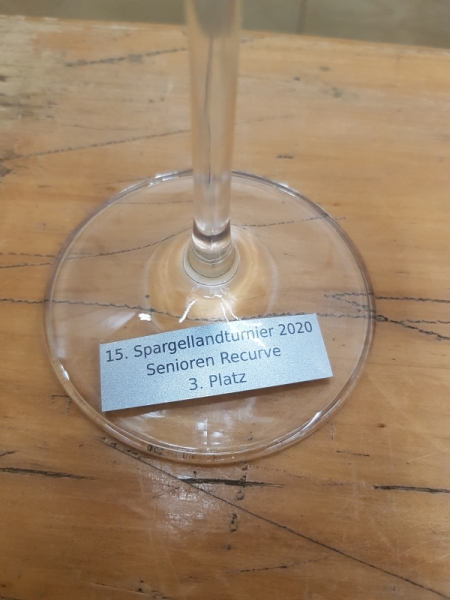 15. Spargellandturnier 2020
Senioren Recurve
3. Platz